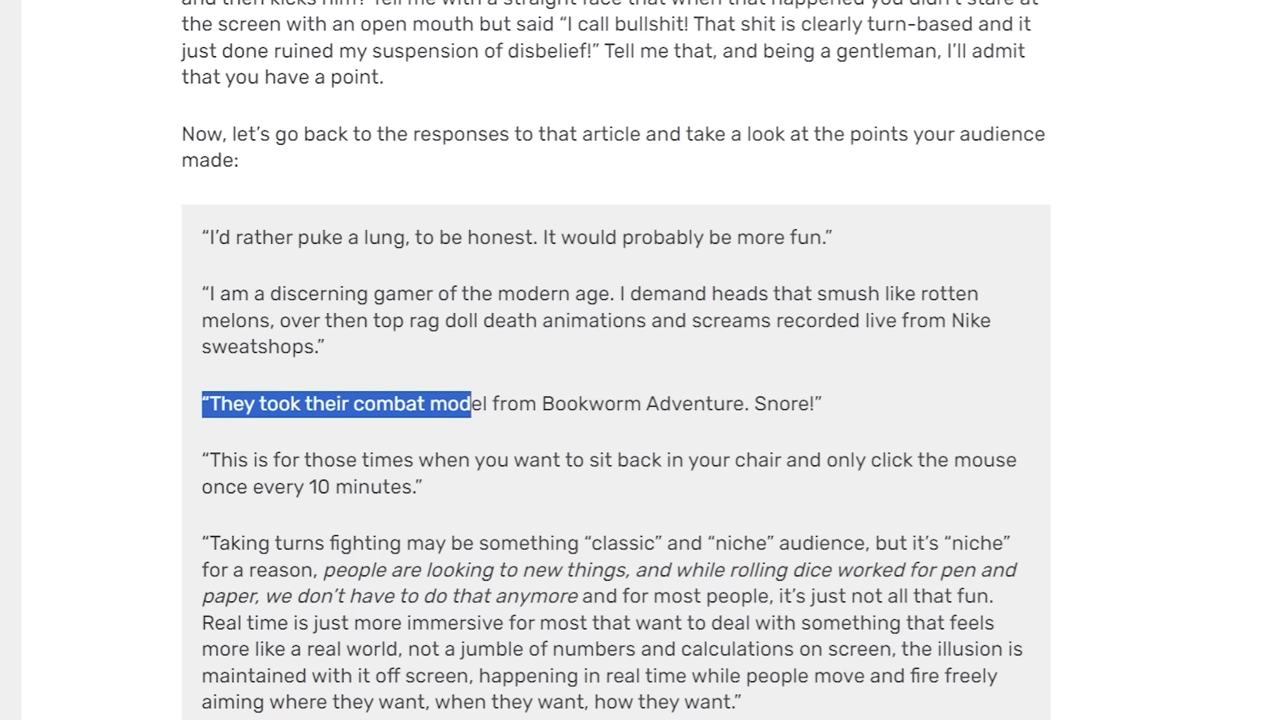 and then kicks him? Tell me with a straight face that when that happened you didn't stare at
the screen with an open mouth but said “I call bullshit! That shit is clearly turn-based and it
just done ruined my suspension of disbelief!” Tell me that, and being a gentleman, I’ll admit
that you have a point.
Now, let’s go back to the responses to that article and take a look at the points your audience
made:
“I’d rather puke a lung, to be honest. It would probably be more fun.”
“I am a discerning gamer of the modern age. I demand heads that smush like rotten
melons, over then top rag doll death animations and screams recorded live from Nike
sweatshops.”
“They took their combat model from Bookworm Adventure. Snore!”
“This is for those times when you want to sit back in your chair and only click the mouse
once every 10 minutes.”
“Taking turns fighting may be something “classic” and “niche” audience, but it’s “niche”
for a reason, people are looking to new things, and while rolling dice worked for pen and
paper, we don’t have to do that anymore and for most people, it’s just not all that fun.
Real time is just more immersive for most that want to deal with something that feels
more like a real world, not a jumble of numbers and calculations on screen, the illusion is
maintained with it off screen, happening in real time while people move and fire freely
aiming where they want, when they want, how they want.”